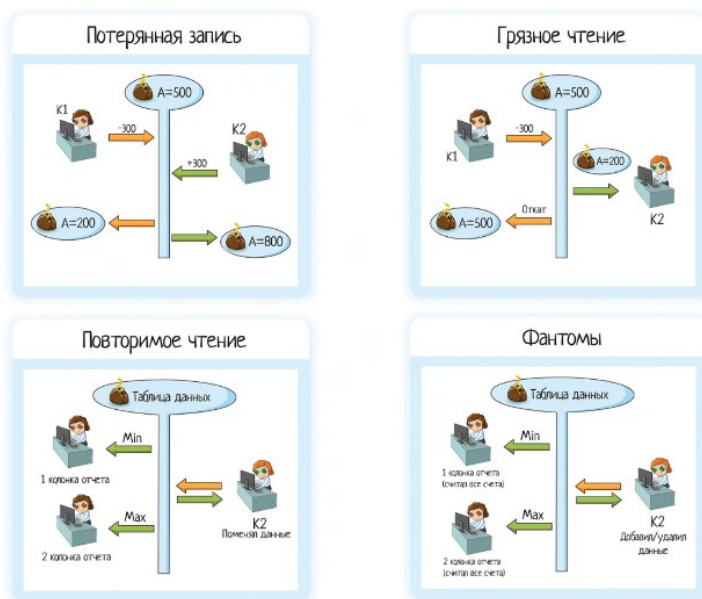 Потерянная запись
A=500
K1
-300
K2
+300
A=200
A=800
Грязное чтение
A=500
-300
K1
A=200
Откат
A=500
K2
Повторимое чтение
Таблица данных
Min
1 колонка отчета
K2
Поменял данные
Max
2 колонка отчета
Фантомы
Таблица данных
Min
1 колонка отчета
(считал все счета)
K2
Добавил/удалил
данные
Max
2 колонка отчета
(считал все счета)